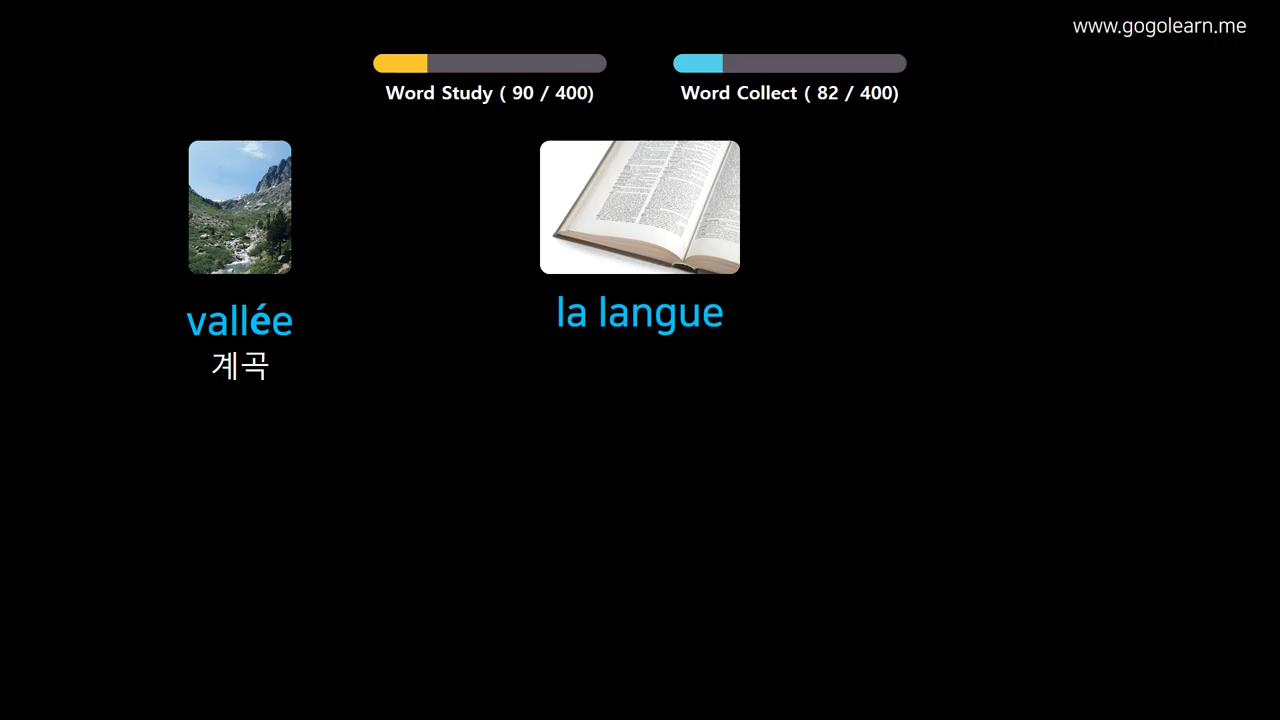 www.gogolearn.me
Word Study ( 90 / 400)
Word Collect ( 82 / 400)
vallée
계곡
la langue